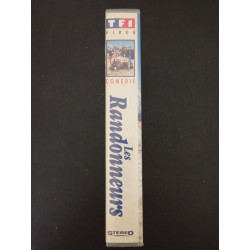 TF1
VIDEO
COMEDIE
Les
Randonneurs
STEREO